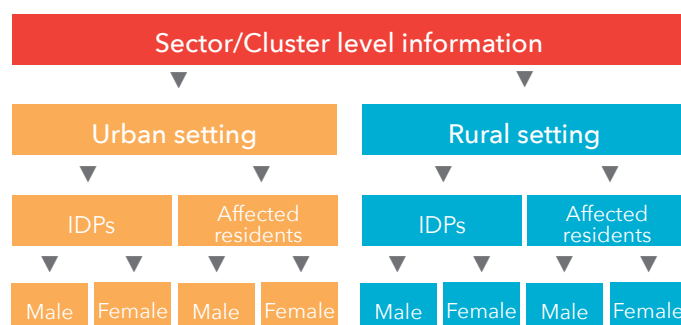 Sector/Cluster level information
Urban setting
Rural setting
IDPs
Affected
residents
IDPs
Affected
residents
Male
Female
Male
Female
Male
Female
Male
Female